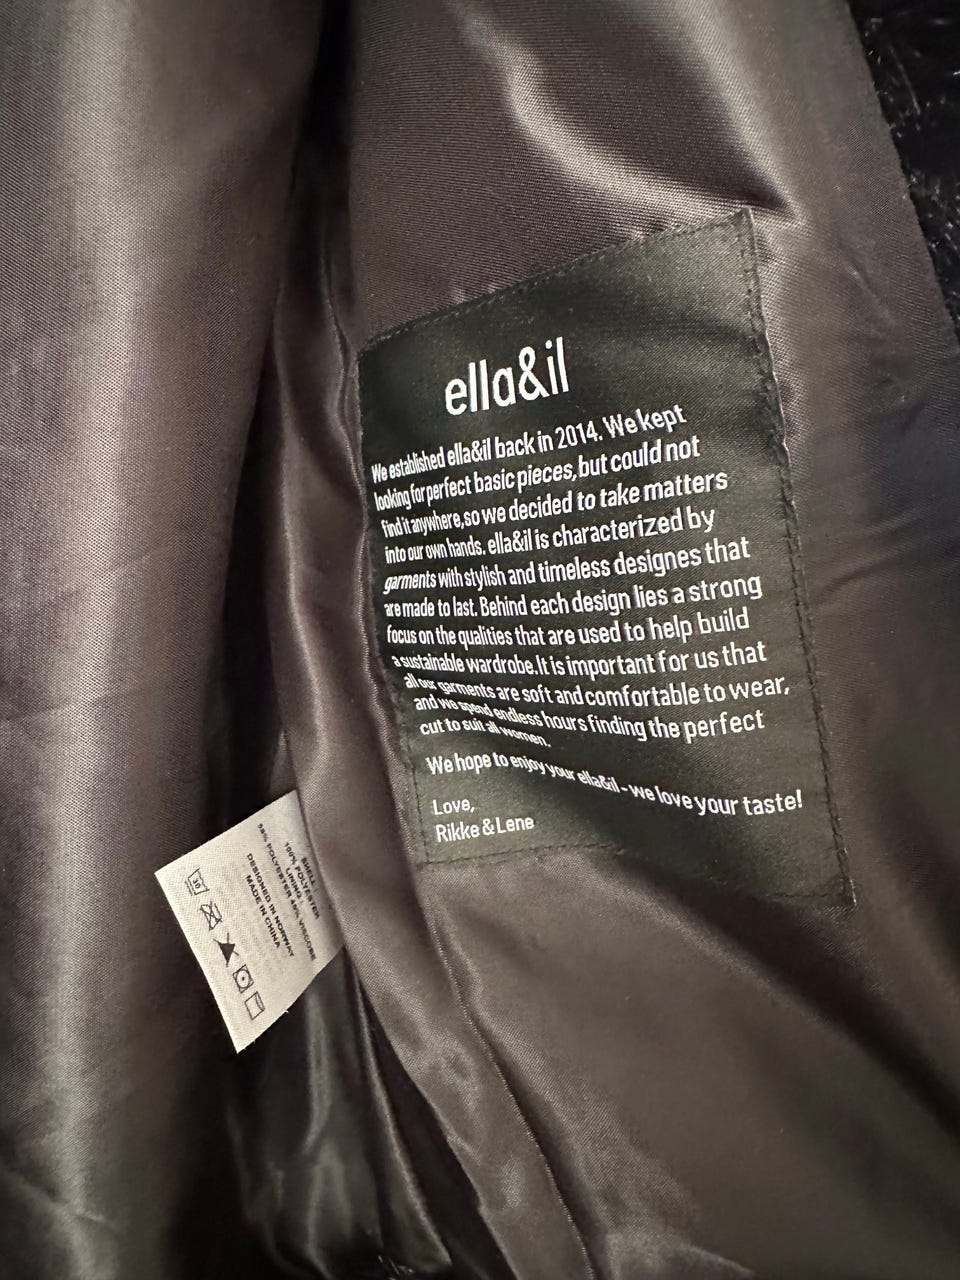 ella&il
We established ella&il back in 2014. We kept
looking for perfect basic pieces, but could not
find it anywhere, so we decided to take matters
into our own hands. ella&il is characterized by
garments with stylish and timeless designes that
are made to last. Behind each design lies a strong
focus on the qualities that are used to help build
a sustainable wardrobe. It is important for us that
all our garments are soft and comfortable to wear,
and we spend endless hours finding the perfect
cut to suit all women.
We hope to enjoy your ella&il - we love your taste!
Love,
Rikke & Lene
SHELL:
100% POLYESTER
LINING:
POLYESTER 45% VISCOSE
DESIGNED IN NORWAY
MADE IN CHINA
30